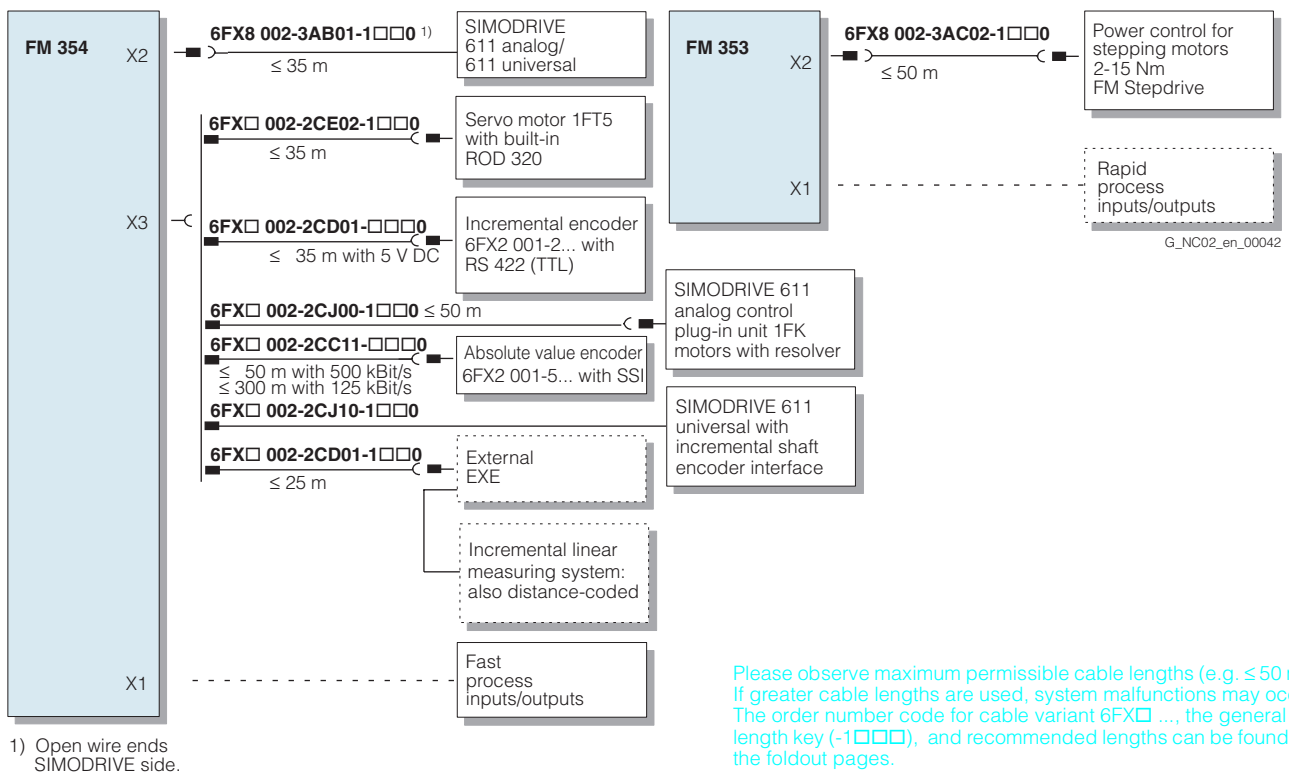 FM 354
X2
6FX8 002-3AB01-1□□0 1)
≤ 35 m
SIMODRIVE
611 analog/
611 universal
X3
6FX□ 002-2CE02-1□□0
≤ 35 m
Servo motor 1FT5
with built-in
ROD 320
6FX□ 002-2CD01-□□□0
≤ 35 m with 5 V DC
Incremental encoder
6FX2 001-2... with
RS 422 (TTL)
6FX□ 002-2CJ00-1□□0 ≤ 50 m
SIMODRIVE 611
analog control
plug-in unit 1FK
motors with resolver
6FX□ 002-2CC11-□□□0
≤ 50 m with 500 kBit/s
≤ 300 m with 125 kBit/s
Absolute value encoder
6FX2 001-5... with SSI
6FX□ 002-2CJ10-1□□0
SIMODRIVE 611
universal with
incremental shaft
encoder interface
6FX□ 002-2CD01-1□□0
≤ 25 m
External
EXE
Incremental linear
measuring system:
also distance-coded
X1
Fast
process
inputs/outputs
1) Open wire ends
SIMODRIVE side.
FM 353
X2
6FX8 002-3AC02-1□□0
≤ 50 m
Power control for
stepping motors
2-15 Nm
FM Stepdrive
X1
Rapid
process
inputs/outputs
G_NC02_en_00042
Please observe maximum permissible cable lengths (e.g. ≤ 50
If greater cable lengths are used, system malfunctions may
The order number code for cable variant 6FX□ ..., the general
length key (-1□□□), and recommended lengths can be found
the foldout pages.